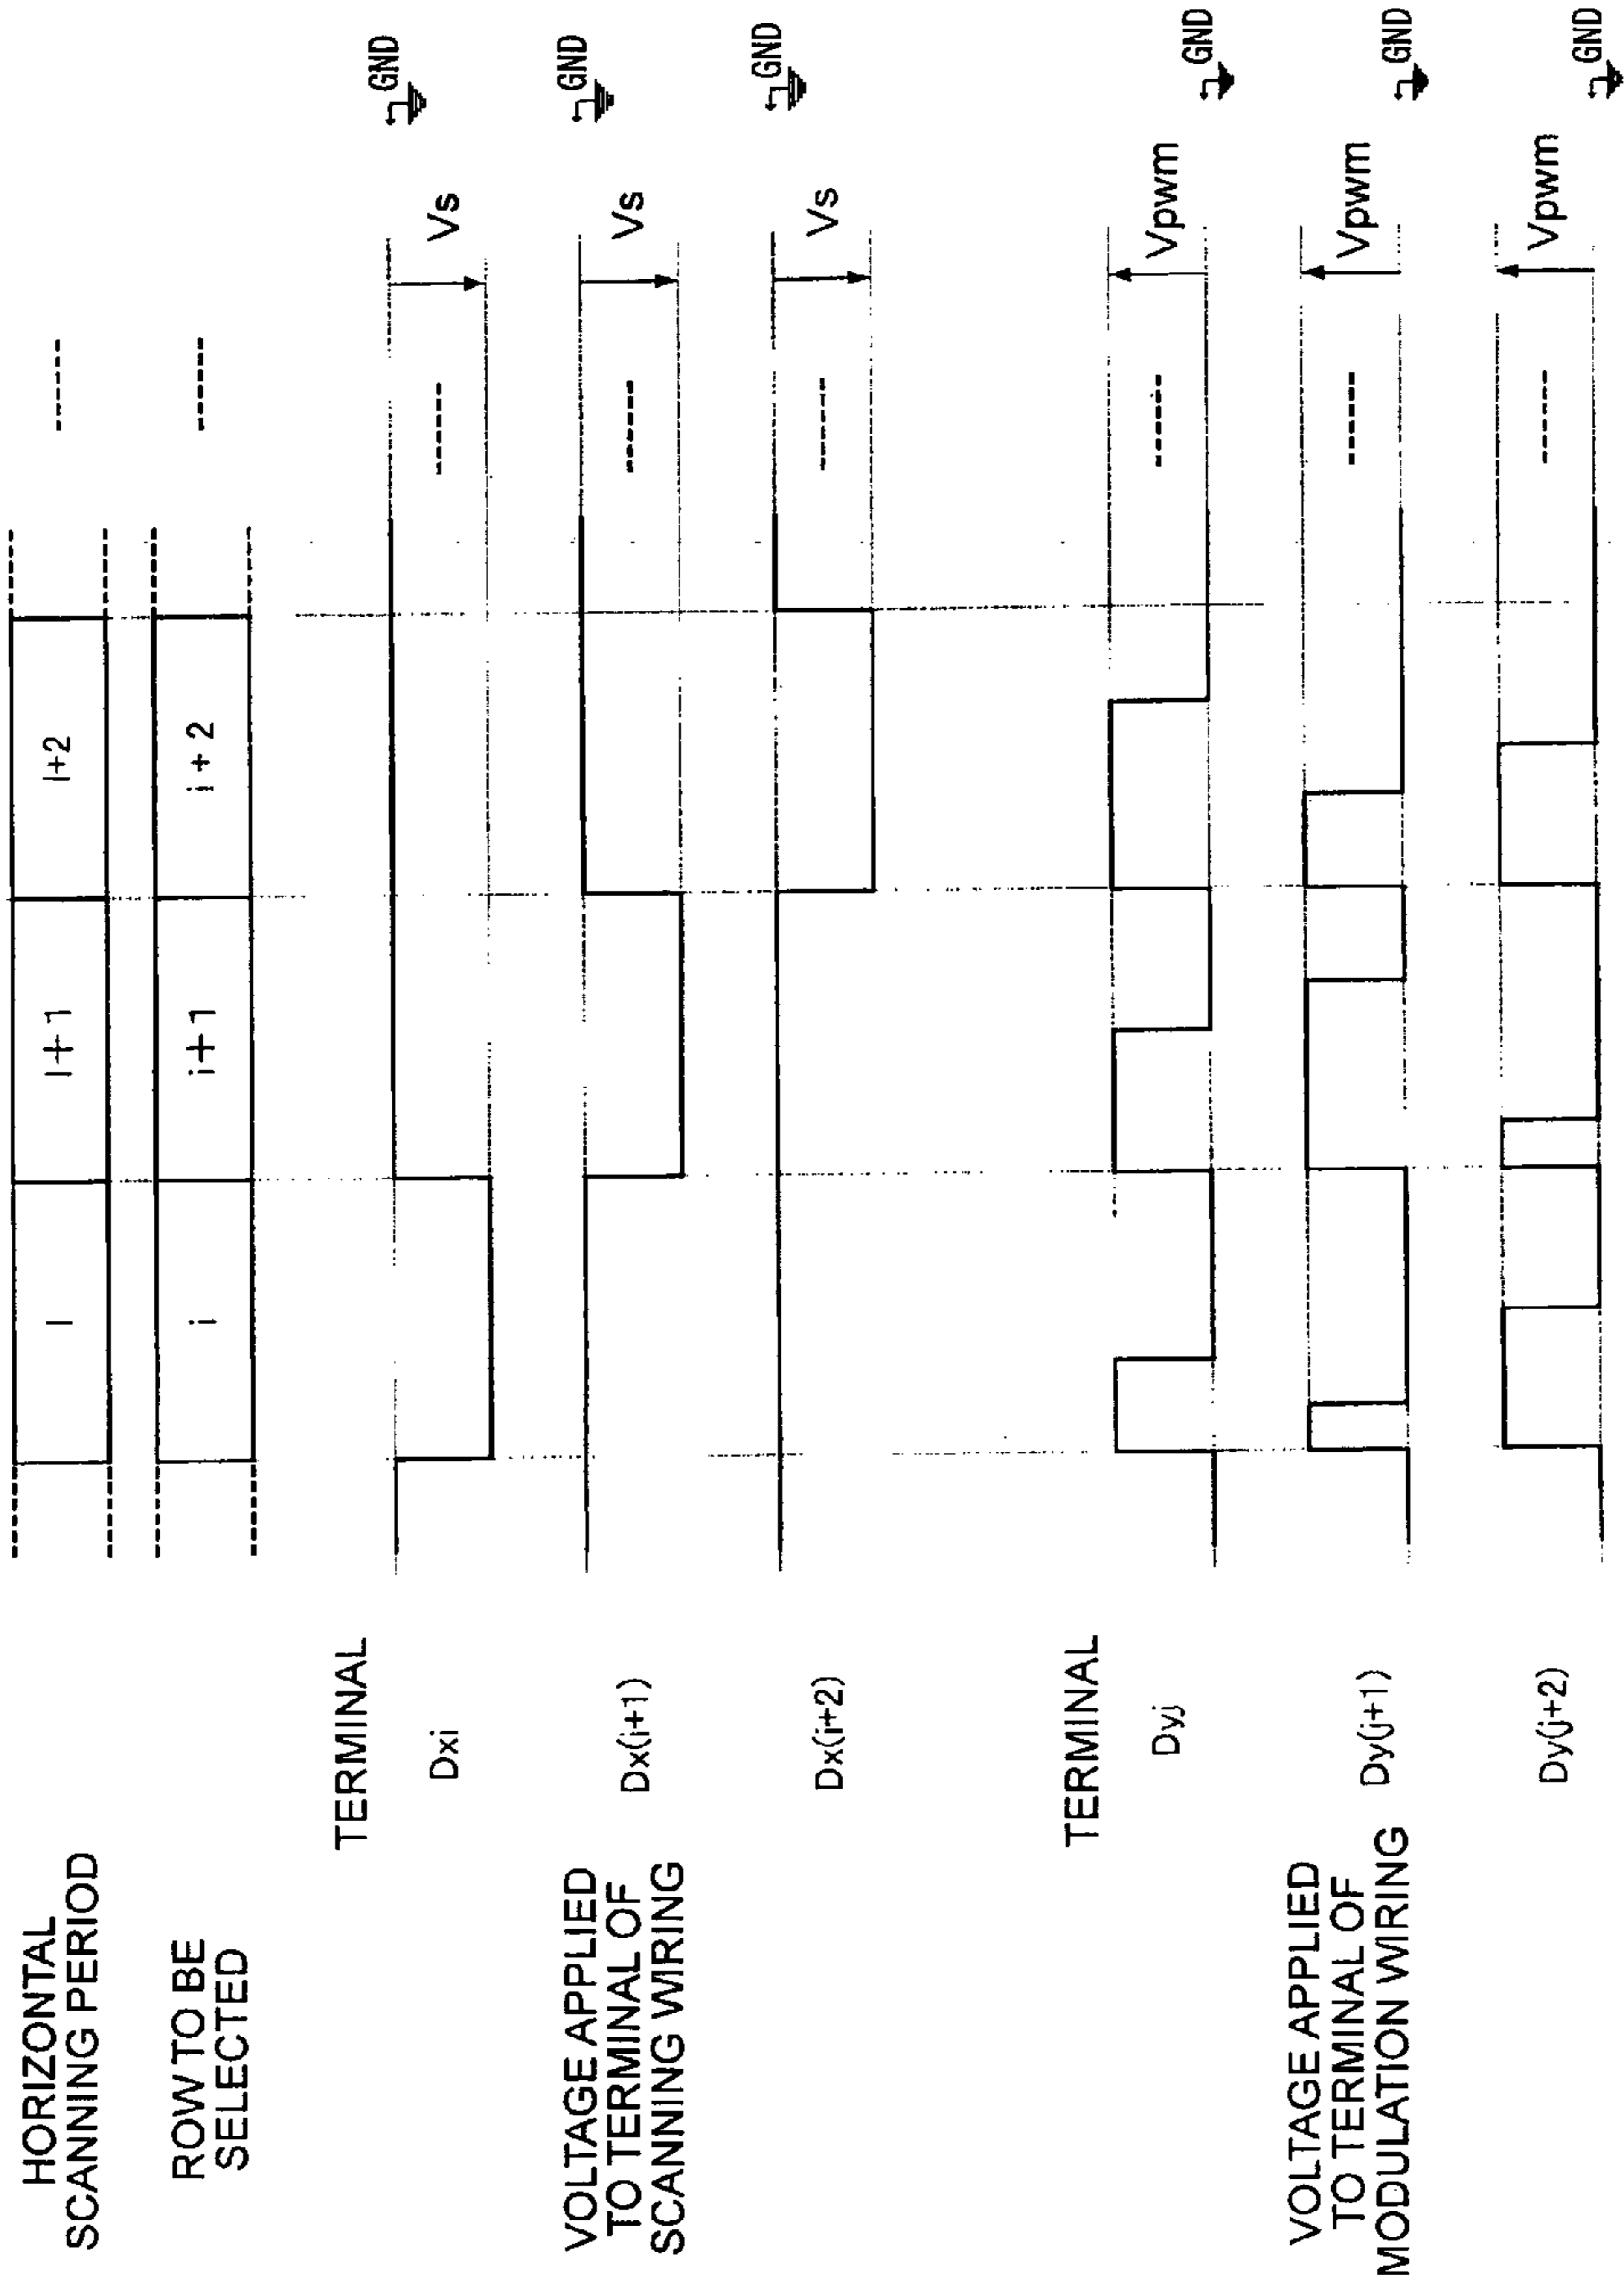 HORIZONTAL
SCANNING PERIOD
I
I+1
I+2
ROW TO BE
SELECTED
i
i+1
i+2
TERMINAL
Dxi
Vs
GND
VOLTAGE APPLIED
TO TERMINAL OF
SCANNING WIRING
Dx(i+1)
Vs
GND
Dx(i+2)
Vs
GND
TERMINAL
Dyj
Vpwm
GND
VOLTAGE APPLIED
TO TERMINAL OF
MODULATION WIRING
Dy(j+1)
Vpwm
GND
Dy(j+2)
Vpwm
GND